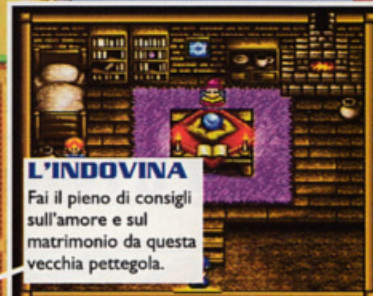 L'INDOVINA
Fai il pieno di consigli
sull'amore e sul
matrimonio da questa
vecchia pettegola.